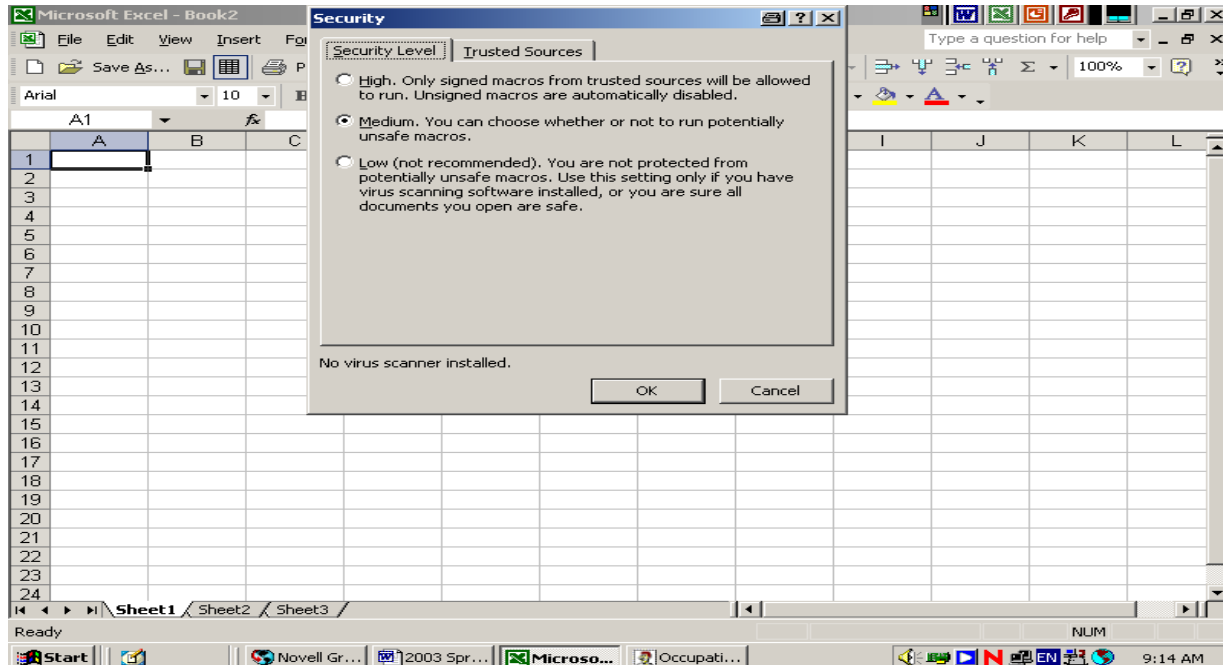 Microsoft Excel - Book2
Security
File Edit View Insert Fo
Type a question for help
Security Level Trusted Sources
Save As... P
100%
High. Only signed macros from trusted sources will be allowed
to run. Unsigned macros are automatically disabled.
Arial 10 B
A
A1 fx
Medium. You can choose whether or not to run potentially
unsafe macros.
A B C I J K L
Low (not recommended). You are not protected from
potentially unsafe macros. Use this setting only if you have
virus scanning software installed, or you are sure all
documents you open are safe.
1
2
3
4
5
6
7
8
9
10
11
12
13
14
15
16
17
18
19
20
21
22
23
24
No virus scanner installed.
OK Cancel
Sheet1 Sheet2 Sheet3
Ready NUM
Start Novell Gr... 2003 Spr... Microso... Occupati... N EN 9:14 AM